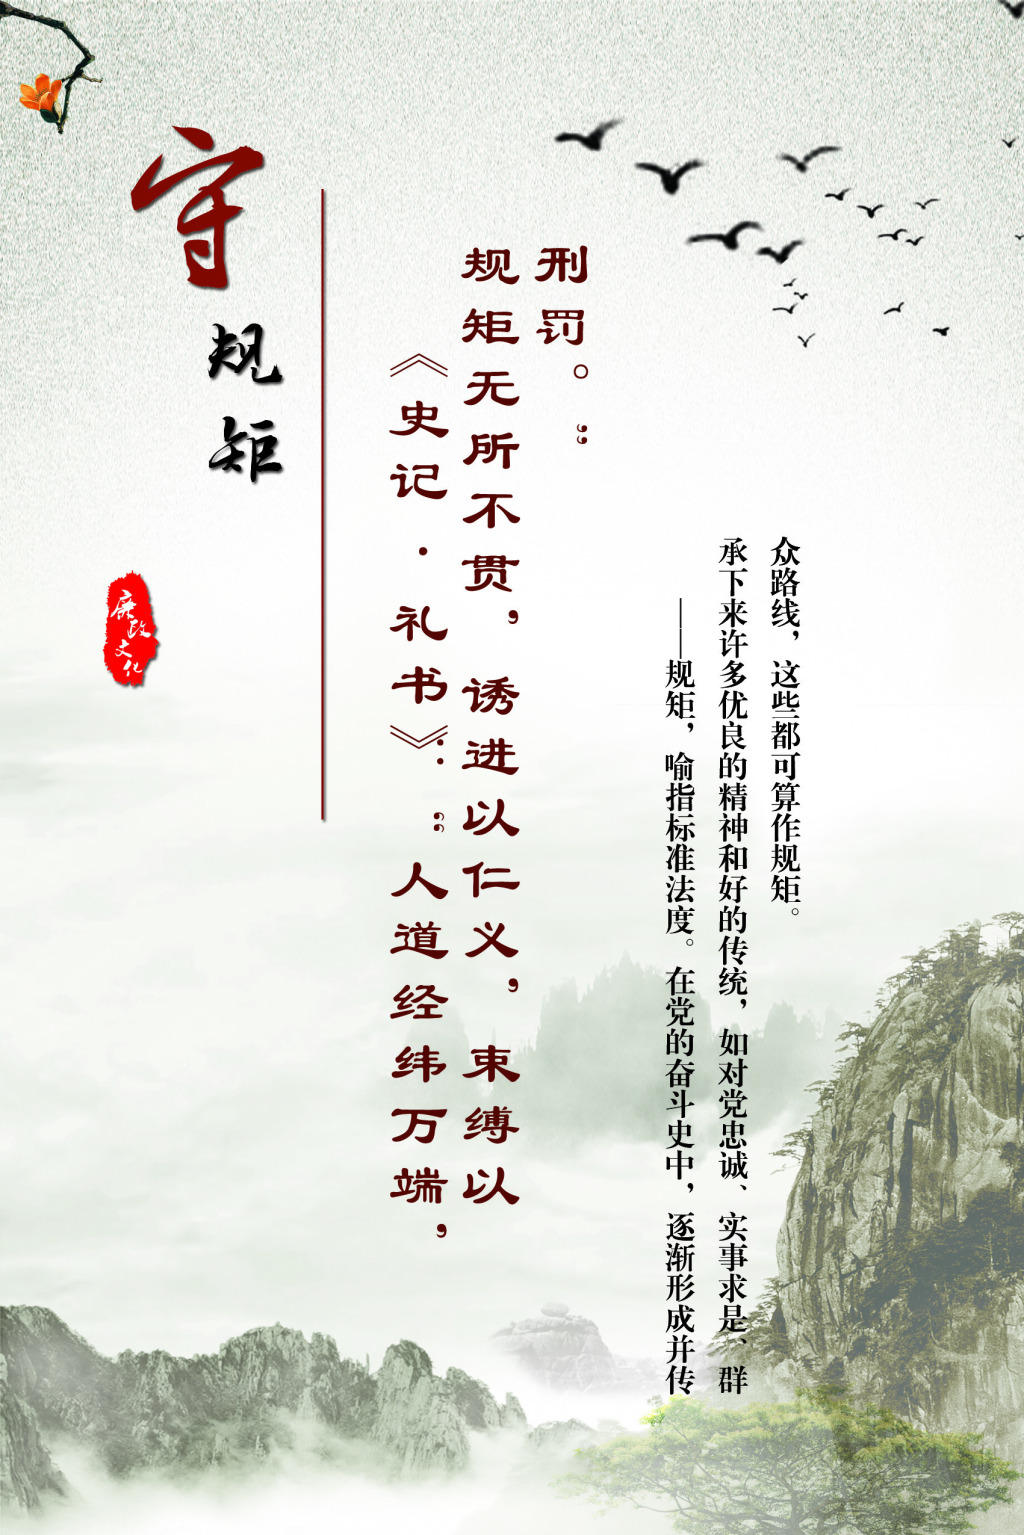 守规矩
廉政文化
《史记·礼书》：“人道经纬万端，
规矩无所不贯，诱进以仁义，束缚以
刑罚。”
——规矩，喻指标准法度。在党的奋斗史中，逐渐形成并传
承下来许多优良的精神和好的传统，如对党忠诚、实事求是、群
众路线，这些都可算作规矩。